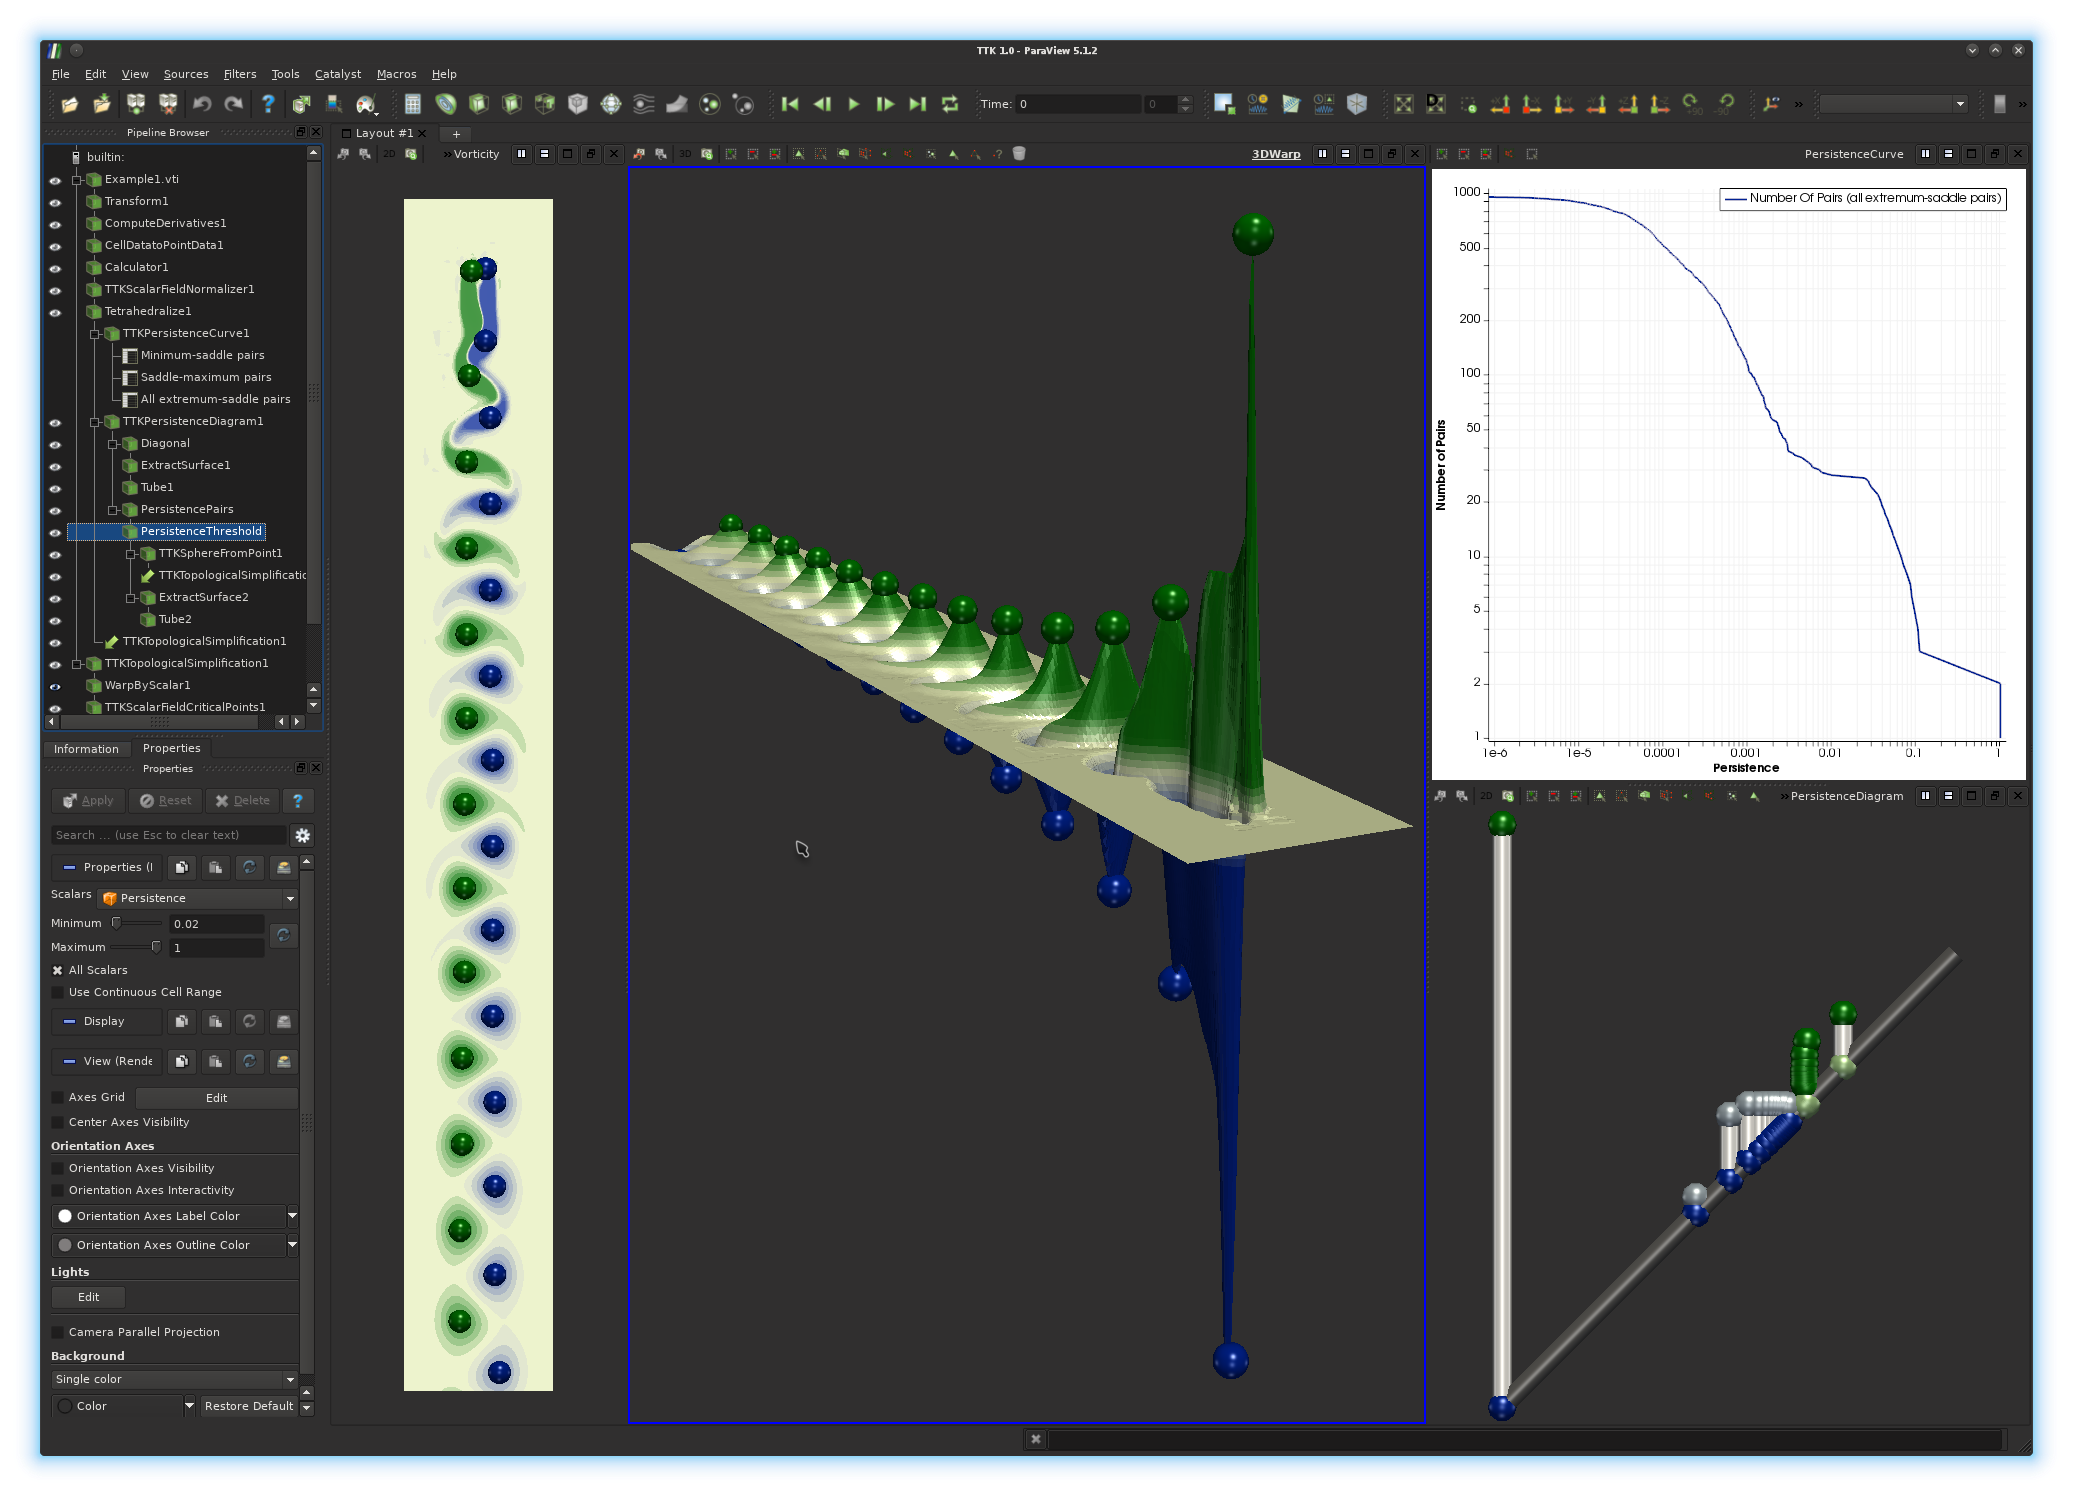 TTK 1.0 - ParaView 5.1.2
File Edit View Sources Filters Tools Catalyst Macros Help
Time: 0 0
Pipeline Browser
builtin:
Example1.vti
Transform1
ComputeDerivatives1
CellDatatoPointData1
Calculator1
TTKScalarFieldNormalizer1
Tetrahedralize1
TTKPersistenceCurve1
Minimum-saddle pairs
Saddle-maximum pairs
All extremum-saddle pairs
TTKPersistenceDiagram1
Diagonal
ExtractSurface1
Tube1
PersistencePairs
PersistenceThreshold
TTKSphereFromPoint1
TTKTopologicalSimplificatic
ExtractSurface2
Tube2
TTKTopologicalSimplification1
TTKTopologicalSimplification1
WarpByScalar1
TTKScalarFieldCriticalPoints1
Information Properties
Properties
Apply Reset Delete ?
Search ... (use Esc to clear text)
Properties (I
Scalars Persistence
Minimum 0.02
Maximum 1
All Scalars
Use Continuous Cell Range
Display
View (Rende
Axes Grid Edit
Center Axes Visibility
Orientation Axes
Orientation Axes Visibility
Orientation Axes Interactivity
Orientation Axes Label Color
Orientation Axes Outline Color
Lights
Edit
Camera Parallel Projection
Background
Single color
Color Restore Default
Layout #1 +
2D » Vorticity
3D 3DWarp
PersistenceCurve
Number Of Pairs (all extremum-saddle pairs)
1000
500
200
100
50
20
10
5
2
1
Number of Pairs
1e-6 1e-5 0.0001 0.001 0.01 0.1 1
Persistence
2D » PersistenceDiagram